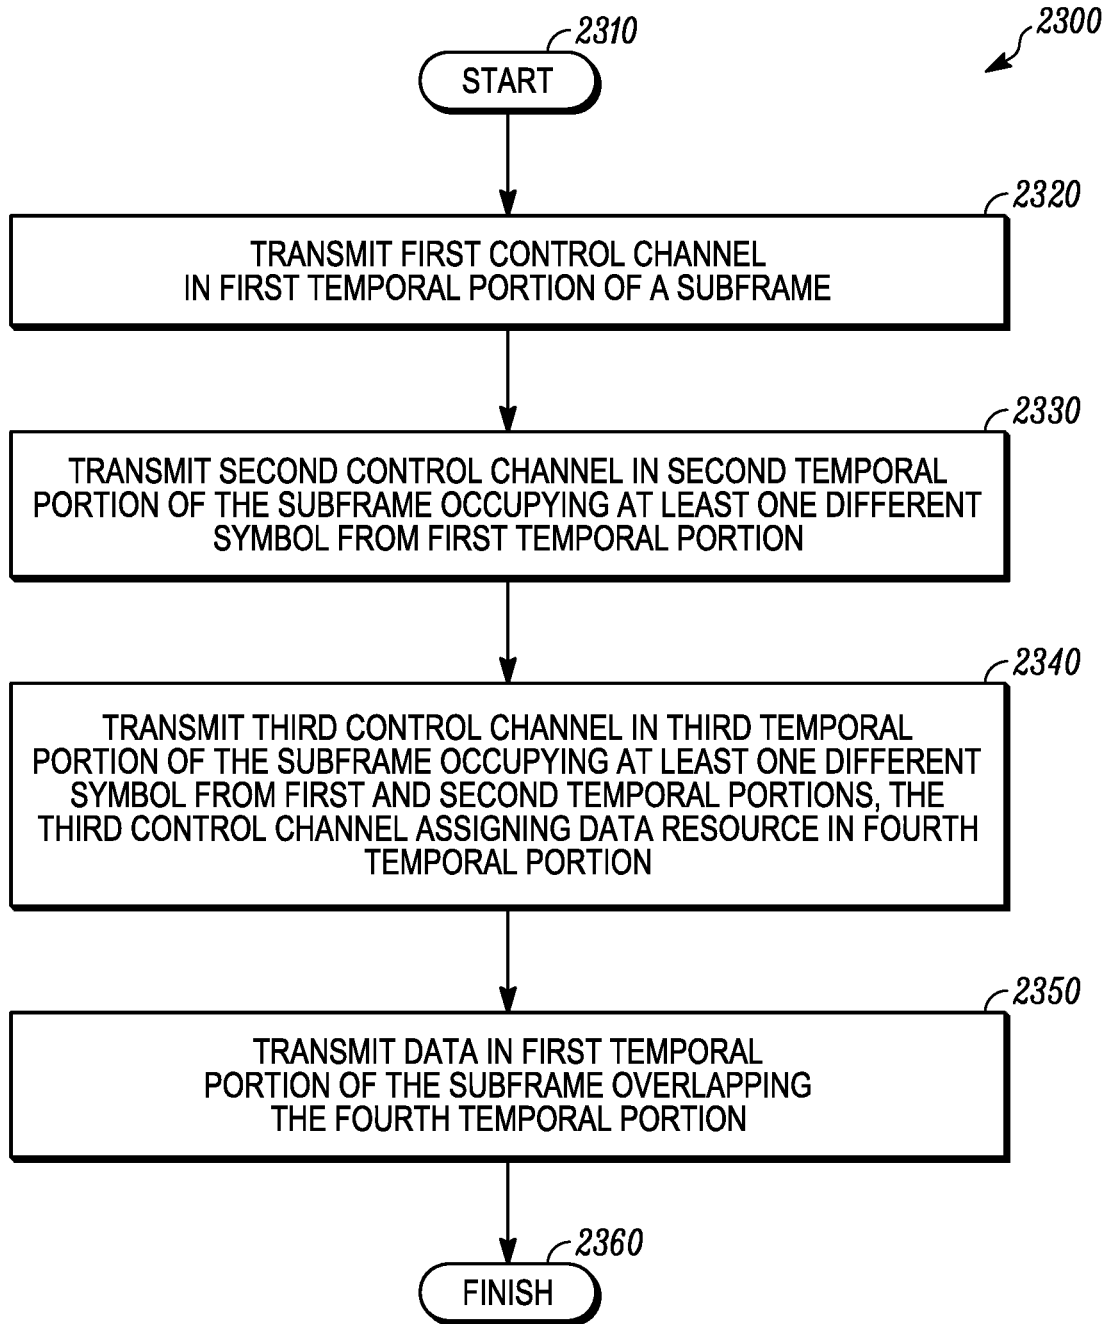 2300
2310
START
2320
TRANSMIT FIRST CONTROL CHANNEL
IN FIRST TEMPORAL PORTION OF A SUBFRAME
2330
TRANSMIT SECOND CONTROL CHANNEL IN SECOND TEMPORAL
PORTION OF THE SUBFRAME OCCUPYING AT LEAST ONE DIFFERENT
SYMBOL FROM FIRST TEMPORAL PORTION
2340
TRANSMIT THIRD CONTROL CHANNEL IN THIRD TEMPORAL
PORTION OF THE SUBFRAME OCCUPYING AT LEAST ONE DIFFERENT
SYMBOL FROM FIRST AND SECOND TEMPORAL PORTIONS, THE
THIRD CONTROL CHANNEL ASSIGNING DATA RESOURCE IN FOURTH
TEMPORAL PORTION
2350
TRANSMIT DATA IN FIRST TEMPORAL
PORTION OF THE SUBFRAME OVERLAPPING
THE FOURTH TEMPORAL PORTION
2360
FINISH